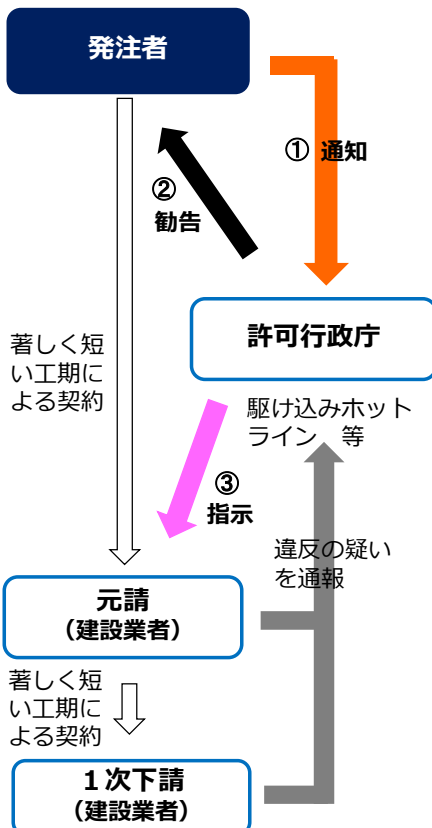 発注者
① 通知
②
勧告
許可行政庁
著しく短
い工期に
よる契約
駆け込みホット
ライン 等
③
指示
違反の疑い
を通報
元請
（建設業者）
著しく短
い工期に
よる契約
１次下請
（建設業者）